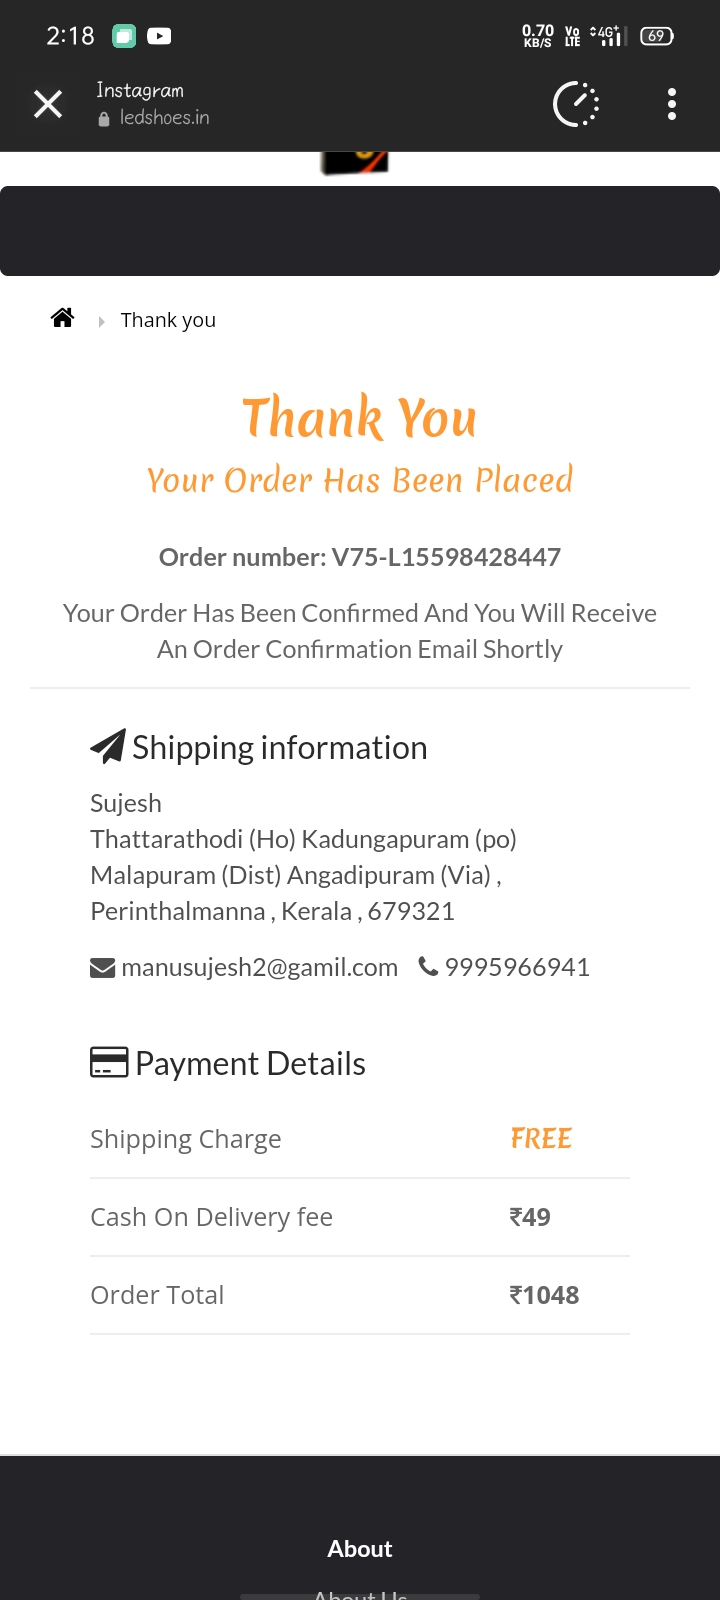 2:18
0.70 KB/S Vo LTE 4G+ 69
Instagram
ledshoes.in
Thank you
Thank You
Your Order Has Been Placed
Order number: V75-L15598428447
Your Order Has Been Confirmed And You Will Receive
An Order Confirmation Email Shortly
Shipping information
Sujesh
Thattarathodi (Ho) Kadungapuram (po)
Malapuram (Dist) Angadipuram (Via) ,
Perinthalmanna , Kerala , 679321
manusujesh2@gamil.com 9995966941
Payment Details
Shipping Charge FREE
Cash On Delivery fee ₹49
Order Total ₹1048
About
About Us